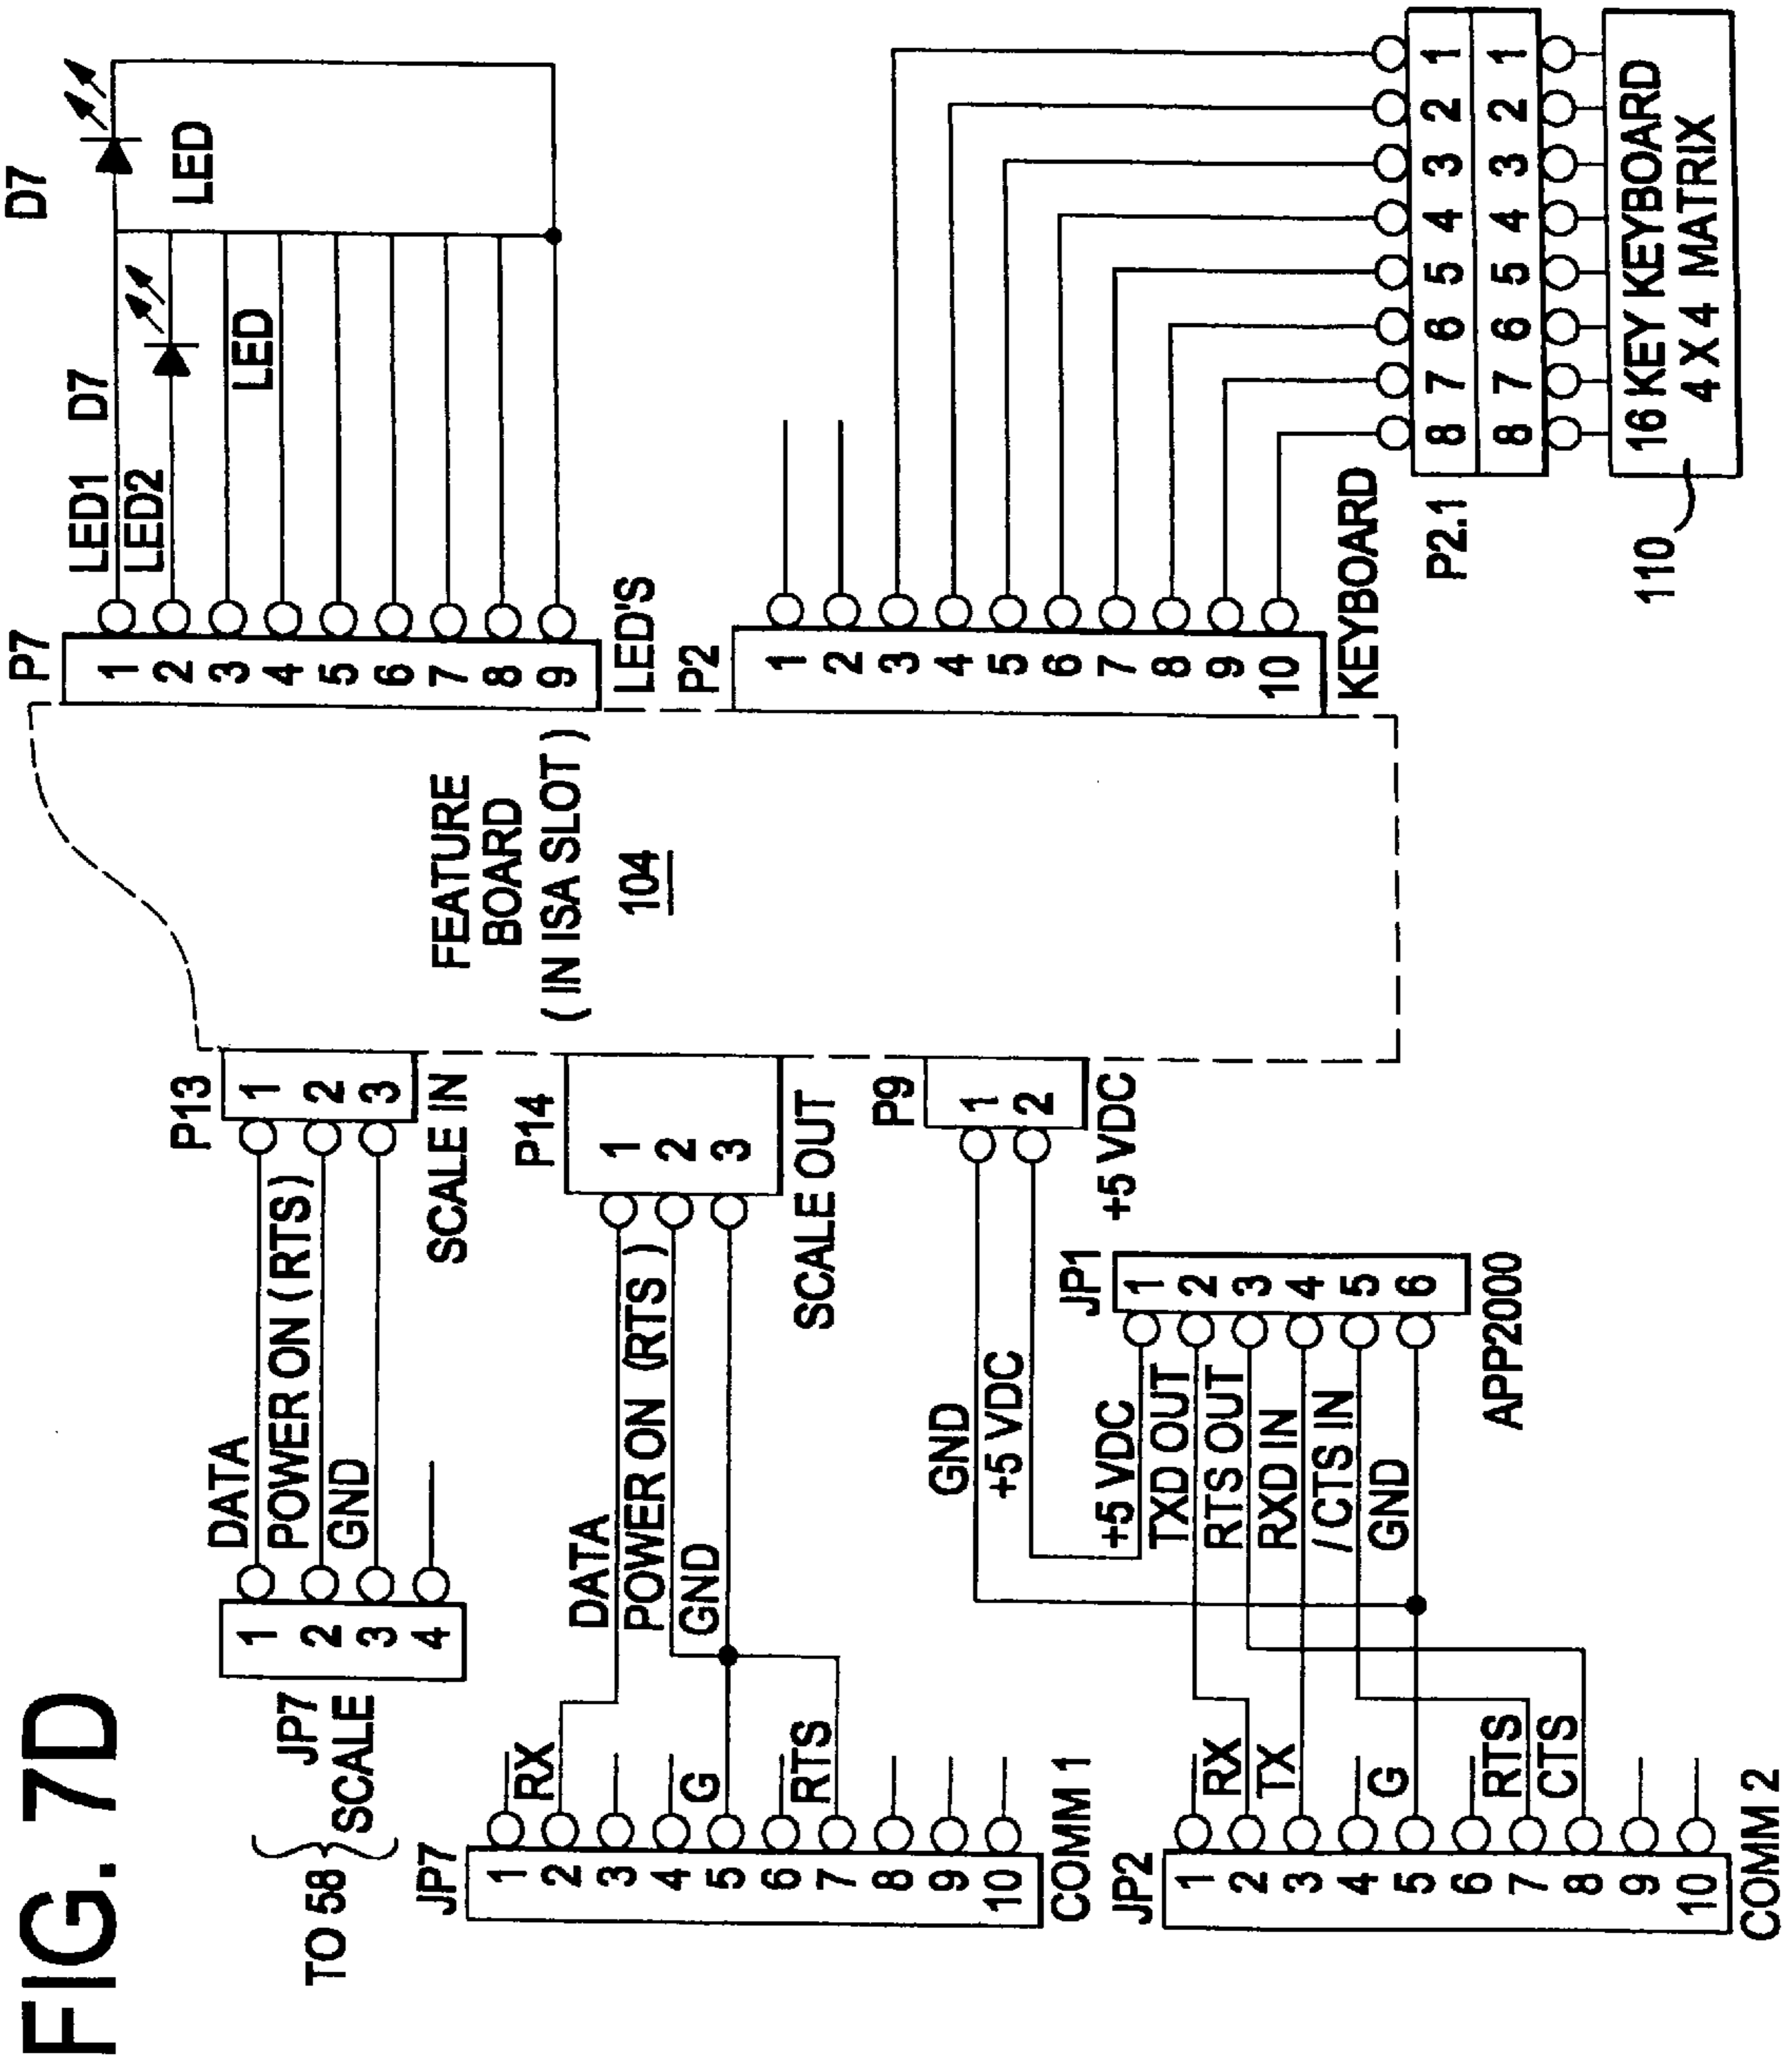 FIG. 7D
TO 58
JP7
SCALE
1
2
3
4
DATA
POWER ON (RTS)
GND
P13
1
2
3
SCALE IN
JP7
1
2
3
4
5
6
7
8
9
10
COMM 1
RX
G
RTS
DATA
POWER ON (RTS )
GND
P14
1
2
3
SCALE OUT
P9
1
2
+5 VDC
GND
+5 VDC
JP2
1
2
3
4
5
6
7
8
9
10
COMM 2
RX
TX
G
RTS
CTS
+5 VDC
TXD OUT
RTS OUT
RXD IN
/ CTS IN
GND
JP1
1
2
3
4
5
6
APP2000
FEATURE
BOARD
( IN ISA SLOT )
104
P7
1
2
3
4
5
6
7
8
9
LED'S
LED1 D7
LED2
LED
D7
LED
P2
1
2
3
4
5
6
7
8
9
10
KEYBOARD
P2.1
8 7 6 5 4 3 2 1
8 7 6 5 4 3 2 1
16 KEY KEYBOARD
4 X 4 MATRIX
110